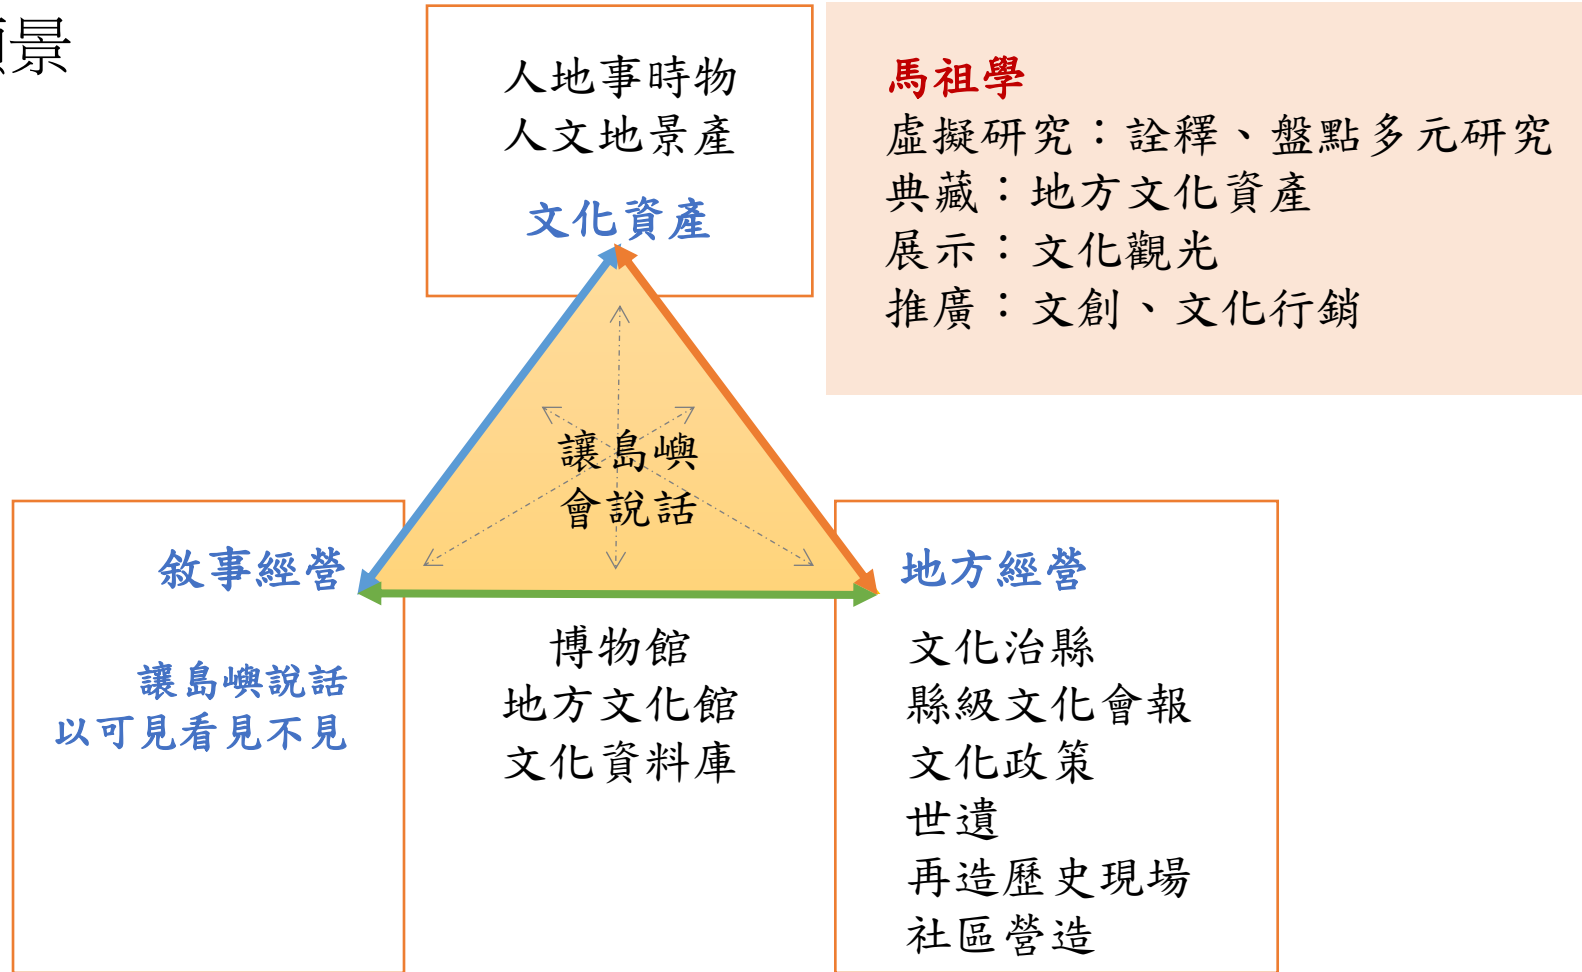 景
人地事時物
人文地景產
文化資產
馬祖學
虛擬研究：詮釋、盤點多元研究
典藏：地方文化資產
展示：文化觀光
推廣：文創、文化行銷
讓島嶼
會說話
敘事經營
讓島嶼說話
以可見看見不見
博物館
地方文化館
文化資料庫
地方經營
文化治縣
縣級文化會報
文化政策
世遺
再造歷史現場
社區營造